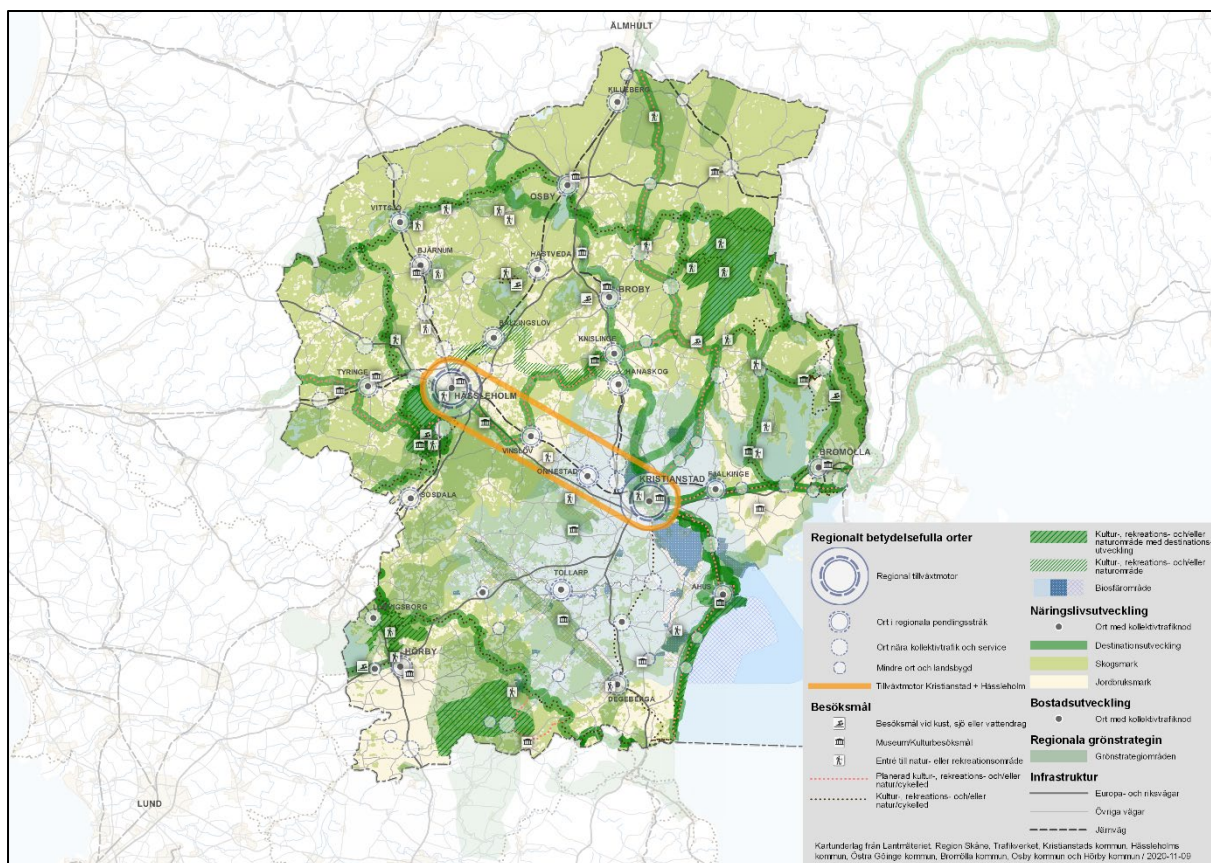 ÄLMHULT
KILLEBERG
OSBY
VITTSJÖ
BJÄRNUM
HÄSTVEDA
BROBY
BALLINGSLÖV
KNISLINGE
HANASKOG
TYRINGE
HÄSSLEHOLM
VINSLÖV
BROMÖLLA
ÖNNESTAD
KRISTIANSTAD
FJÄLKINGE
SÖSDALA
TOLLARP
ÅHUS
LUDVIGSBORG
HÖRBY
DEGEBERGA
LUND
Regionalt betydelsefulla orter
Regional tillväxtmotor
Ort i regionala pendlingsstråk
Ort nära kollektivtrafik och service
Mindre ort och landsbygd
Tillväxtmotor Kristianstad + Hässleholm
Besöksmål
Besöksmål vid kust, sjö eller vattendrag
Museum/Kulturbesöksmål
Entré till natur- eller rekreationsområde
Planerad kultur-, rekreations- och/eller
natur/cykelled
Kultur-, rekreations- och/eller
natur/cykelled
Kultur-, rekreations- och/eller
naturområde med destinations-
utveckling
Kultur-, rekreations- och/eller
naturområde
Biosfärområde
Näringslivsutveckling
Ort med kollektivtrafiknod
Destinationsutveckling
Skogsmark
Jordbruksmark
Bostadsutveckling
Ort med kollektivtrafiknod
Regionala grönstrategin
Grönstrategiområden
Infrastruktur
Europa- och riksvägar
Övriga vägar
Järnväg
Kartunderlag från Lantmäteriet, Region Skåne, Trafikverket, Kristianstads kommun, Hässleholms
kommun, Östra Göinge kommun, Bromölla kommun, Osby kommun och Hörby kommun / 2020-11-09